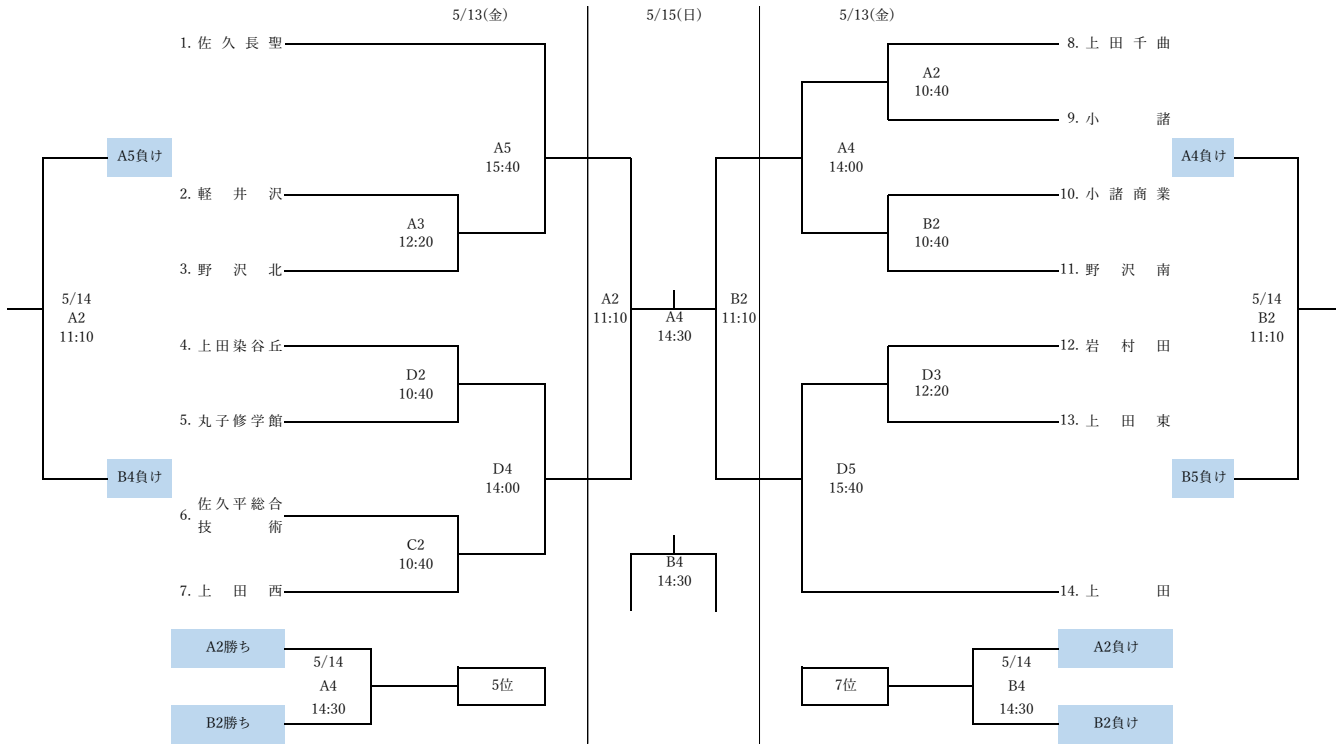 5/13(金) 5/15(日) 5/13(金)
1. 佐久長聖
8. 上田千曲
A2
10:40
9. 小諸
A5負け
A5
15:40
A4
14:00
A4負け
2. 軽井沢
10. 小諸商業
A3
12:20
B2
10:40
3. 野沢北
11. 野沢南
5/14
A2
11:10
A2
11:10
A4
14:30
B2
11:10
5/14
B2
11:10
4. 上田染谷丘
12. 岩村田
D2
10:40
D3
12:20
5. 丸子修学館
13. 上田東
B4負け
D4
14:00
D5
15:40
B5負け
6. 佐久平総合
技術
C2
10:40
B4
14:30
7. 上田西
14. 上田
A2勝ち
5/14
A4
14:30
5位
B2勝ち
7位
5/14
B4
14:30
A2負け
B2負け